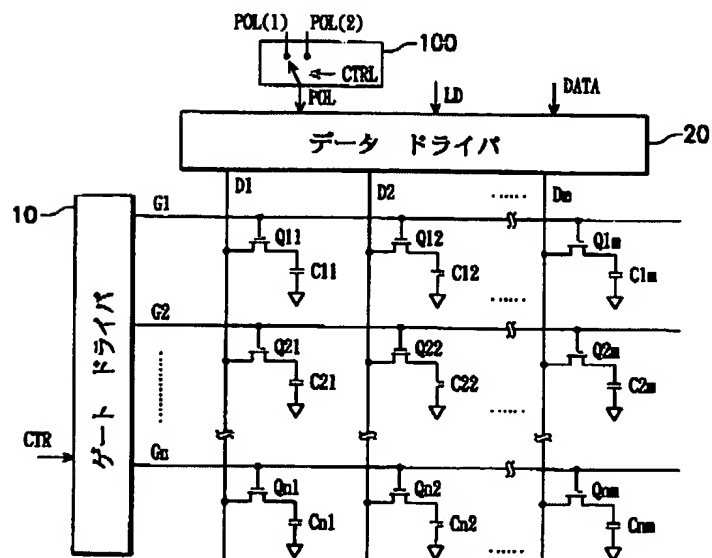 POL(1) POL(2)
100
CTRL
POL
LD
DATA
データ ドライバ
20
D1
D2
......
Dm
10
G1
Q11
Q12
Q1m
C11
C12
C1m
......
G2
Q21
Q22
Q2m
C21
C22
C2m
......
ゲート ドライバ
CTR
Gn
Qn1
Qn2
Qnm
Cn1
Cn2
Cnm
......